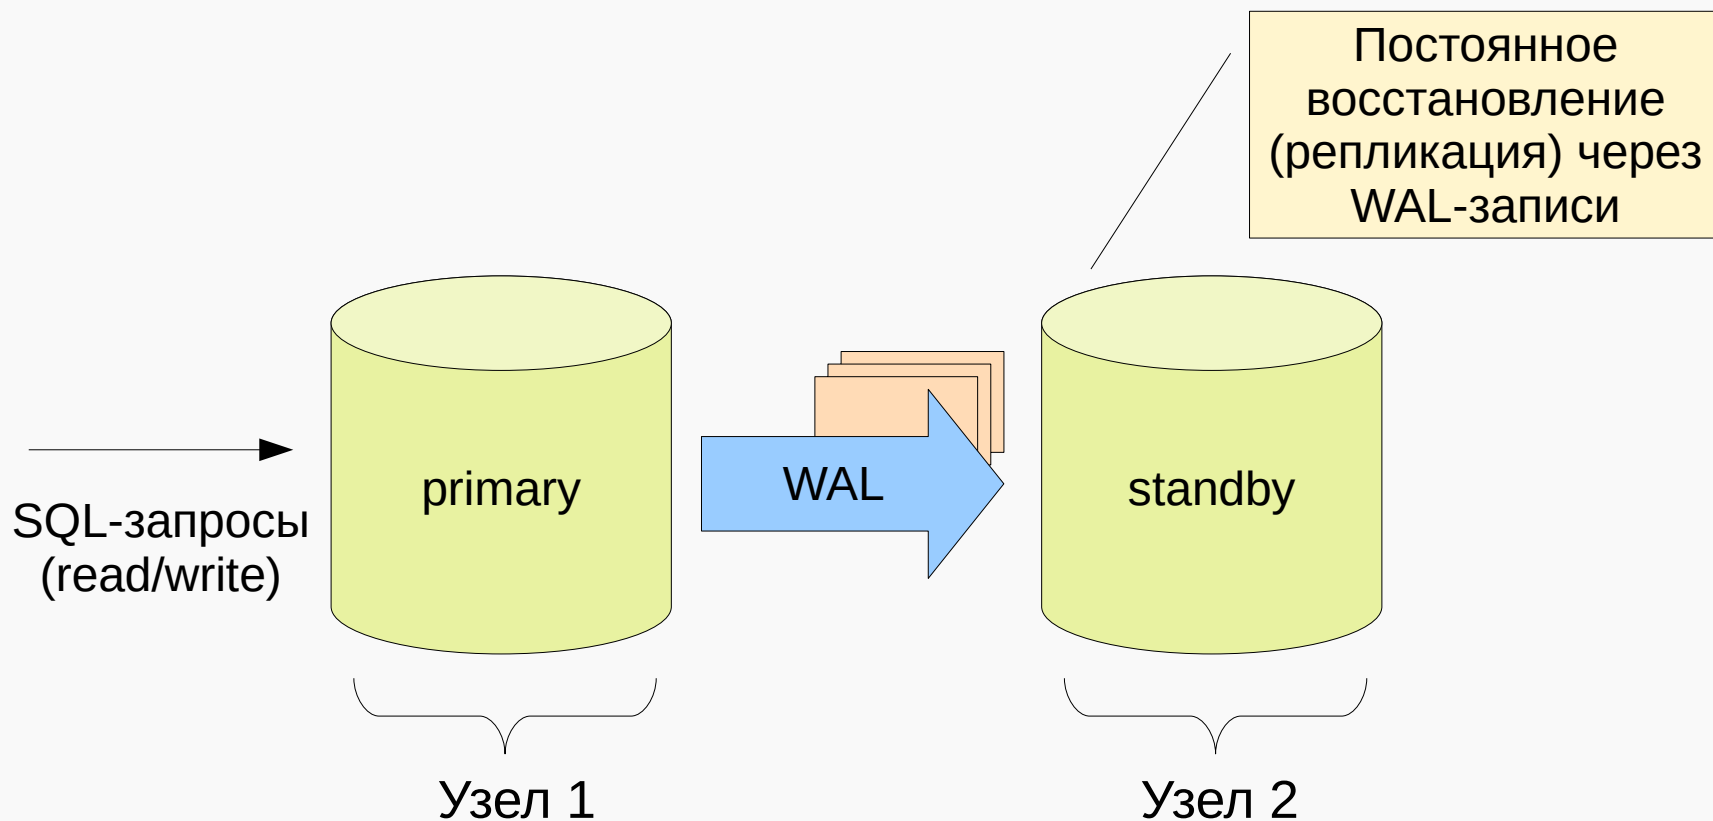 Постоянное
восстановление
(репликация) через
WAL-записи
primary
WAL
standby
SQL-запросы
(read/write)
Узел 1
Узел 2